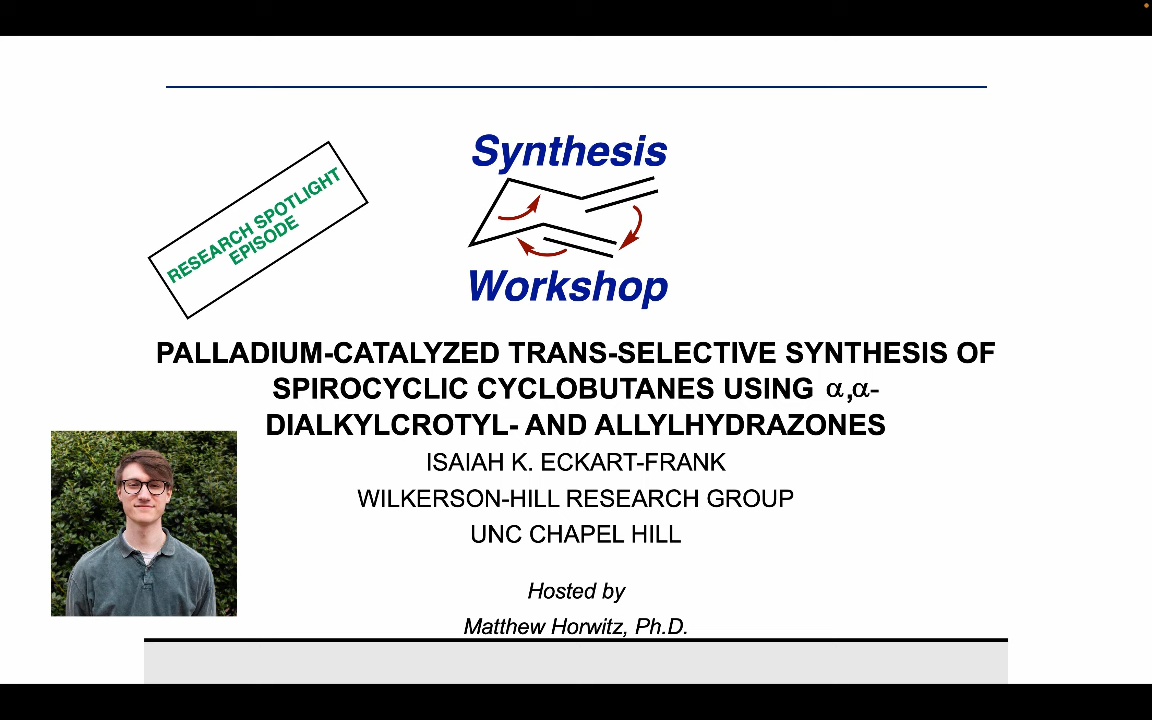 Synthesis
RESEARCH SPOTLIGHT
EPISODE
Workshop
PALLADIUM-CATALYZED TRANS-SELECTIVE SYNTHESIS OF
SPIROCYCLIC CYCLOBUTANES USING α,α-
DIALKYLCROTYL- AND ALLYLHYDRAZONES
ISAIAH K. ECKART-FRANK
WILKERSON-HILL RESEARCH GROUP
UNC CHAPEL HILL
Hosted by
Matthew Horwitz, Ph.D.